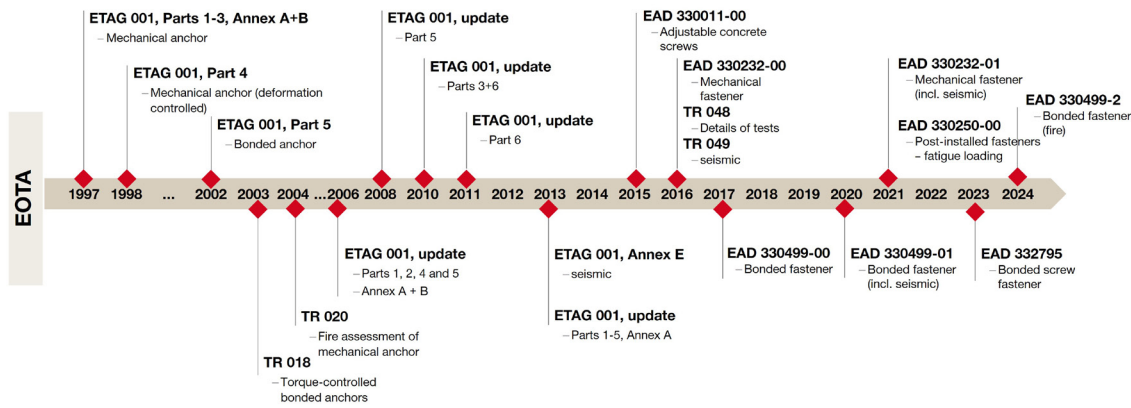 ETAG 001, Parts 1-3, Annex A+B
– Mechanical anchor
ETAG 001, Part 4
– Mechanical anchor (deformation
controlled)
ETAG 001, Part 5
– Bonded anchor
ETAG 001, update
– Part 5
ETAG 001, update
– Parts 3+6
ETAG 001, update
– Part 6
EAD 330011-00
– Adjustable concrete
screws
EAD 330232-00
– Mechanical
fastener
TR 048
– Details of tests
TR 049
– seismic
EAD 330232-01
– Mechanical fastener
(incl. seismic)
EAD 330250-00
– Post-installed fasteners
– fatigue loading
EAD 330499-2
– Bonded fastener
(fire)
EOTA
1997 1998 ... 2002 2003 2004 ...2006 2008 2010 2011 2012 2013 2014 2015 2016 2017 2018 2019 2020 2021 2022 2023 2024
ETAG 001, update
– Parts 1, 2, 4 and 5
– Annex A + B
TR 020
– Fire assessment of
mechanical anchor
TR 018
– Torque-controlled
bonded anchors
ETAG 001, Annex E
– seismic
ETAG 001, update
– Parts 1-5, Annex A
EAD 330499-00
– Bonded fastener
EAD 330499-01
– Bonded fastener
(incl. seismic)
EAD 332795
– Bonded screw
fastener